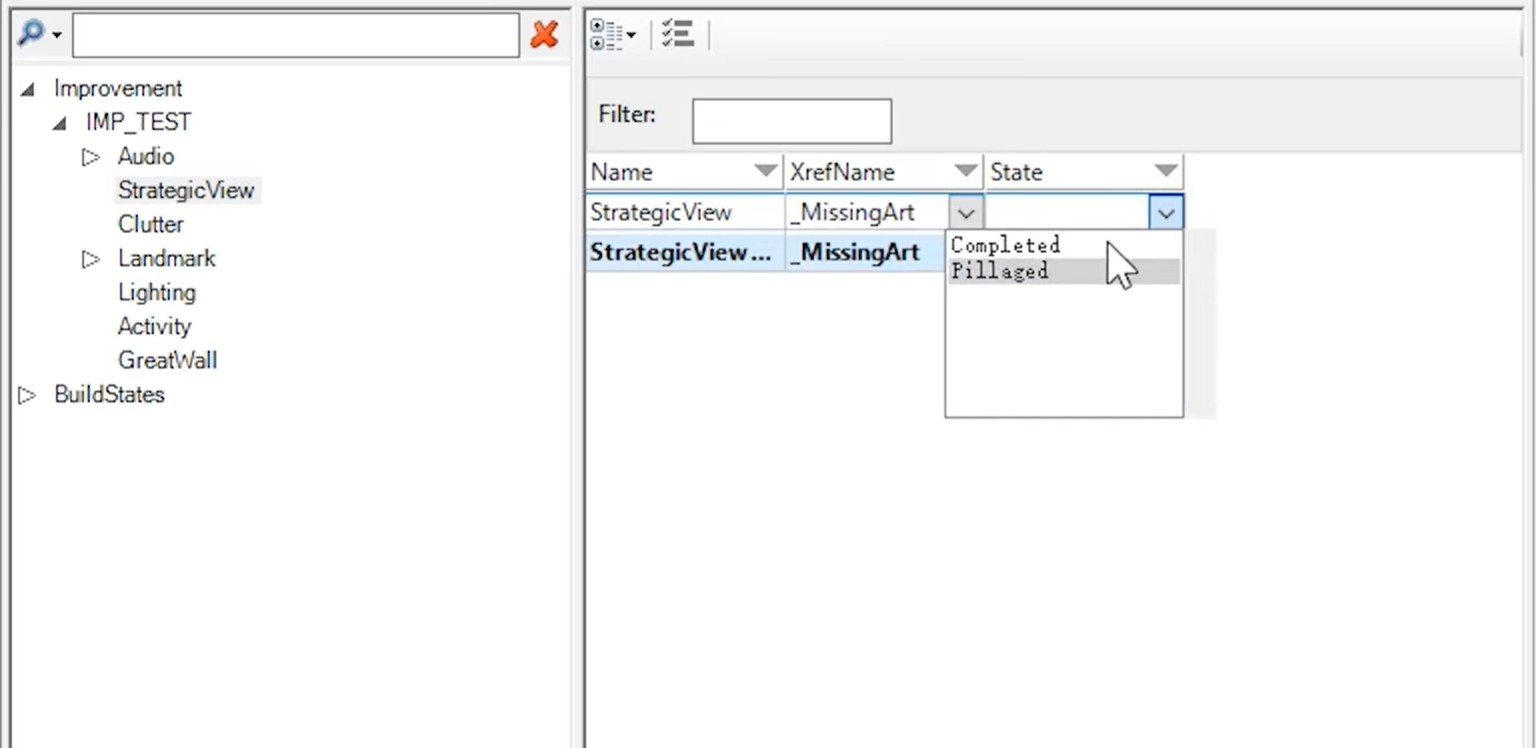 Improvement
IMP_TEST
Audio
StrategicView
Clutter
Landmark
Lighting
Activity
GreatWall
BuildStates
Filter:
Name XrefName State
StrategicView _MissingArt
StrategicView... _MissingArt
Completed
Pillaged